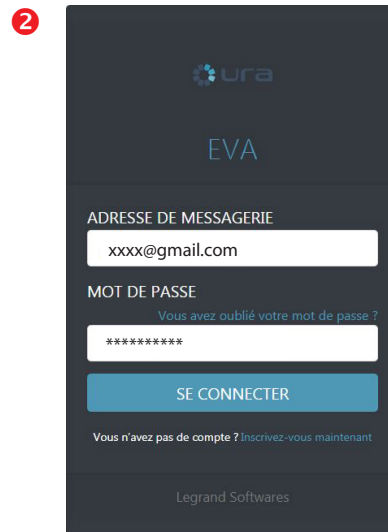 2
ura
EVA
ADRESSE DE MESSAGERIE
xxxx@gmail.com
MOT DE PASSE
Vous avez oublié votre mot de passe ?
**********
SE CONNECTER
Vous n'avez pas de compte ? Inscrivez-vous maintenant
Legrand Softwares